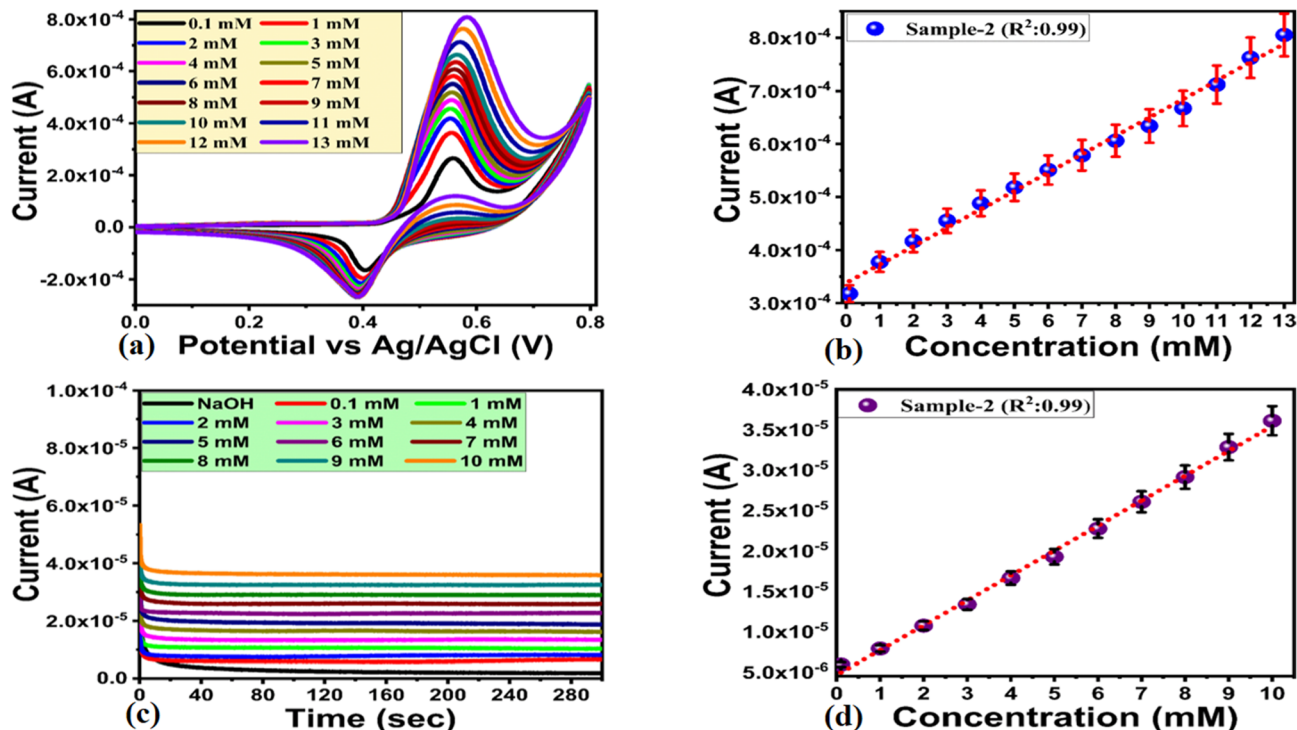 0.1 mM 1 mM
2 mM 3 mM
4 mM 5 mM
6 mM 7 mM
8 mM 9 mM
10 mM 11 mM
12 mM 13 mM
8.0x10⁻⁴
6.0x10⁻⁴
4.0x10⁻⁴
2.0x10⁻⁴
0.0
-2.0x10⁻⁴
Current (A)
0.0 0.2 0.4 0.6 0.8
(a) Potential vs Ag/AgCl (V)
Sample-2 (R²:0.99)
8.0x10⁻⁴
7.0x10⁻⁴
6.0x10⁻⁴
5.0x10⁻⁴
4.0x10⁻⁴
3.0x10⁻⁴
Current (A)
0 1 2 3 4 5 6 7 8 9 10 11 12 13
(b) Concentration (mM)
NaOH 0.1 mM 1 mM
2 mM 3 mM 4 mM
5 mM 6 mM 7 mM
8 mM 9 mM 10 mM
1.0x10⁻⁴
8.0x10⁻⁵
6.0x10⁻⁵
4.0x10⁻⁵
2.0x10⁻⁵
0.0
Current (A)
0 40 80 120 160 200 240 280
(c) Time (sec)
Sample-2 (R²:0.99)
4.0x10⁻⁵
3.5x10⁻⁵
3.0x10⁻⁵
2.5x10⁻⁵
2.0x10⁻⁵
1.5x10⁻⁵
1.0x10⁻⁵
5.0x10⁻⁶
Current (A)
0 1 2 3 4 5 6 7 8 9 10
(d) Concentration (mM)